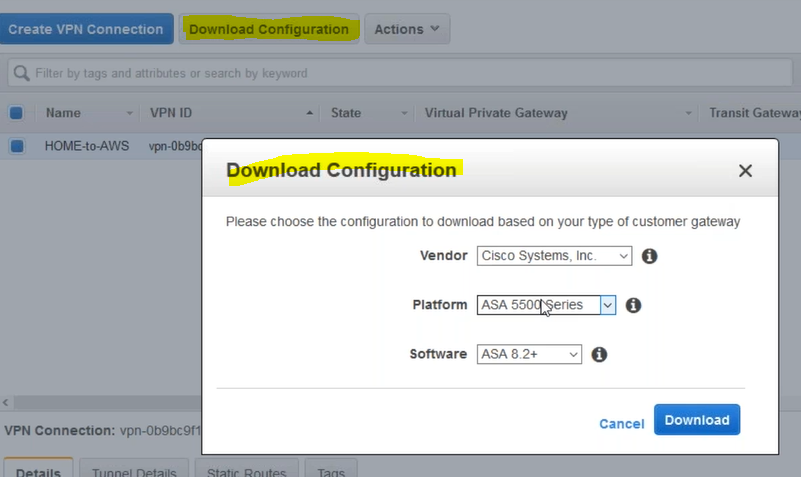 Create VPN Connection Download Configuration Actions
Filter by tags and attributes or search by keyword
Name VPN ID State Virtual Private Gateway Transit Gateway
HOME-to-AWS vpn-0b9bc
Download Configuration
Please choose the configuration to download based on your type of customer gateway
Vendor Cisco Systems, Inc.
Platform ASA 5500 Series
Software ASA 8.2+
Cancel Download
VPN Connection: vpn-0b9bc9f1
Details Tunnel Details Static Routes Tags